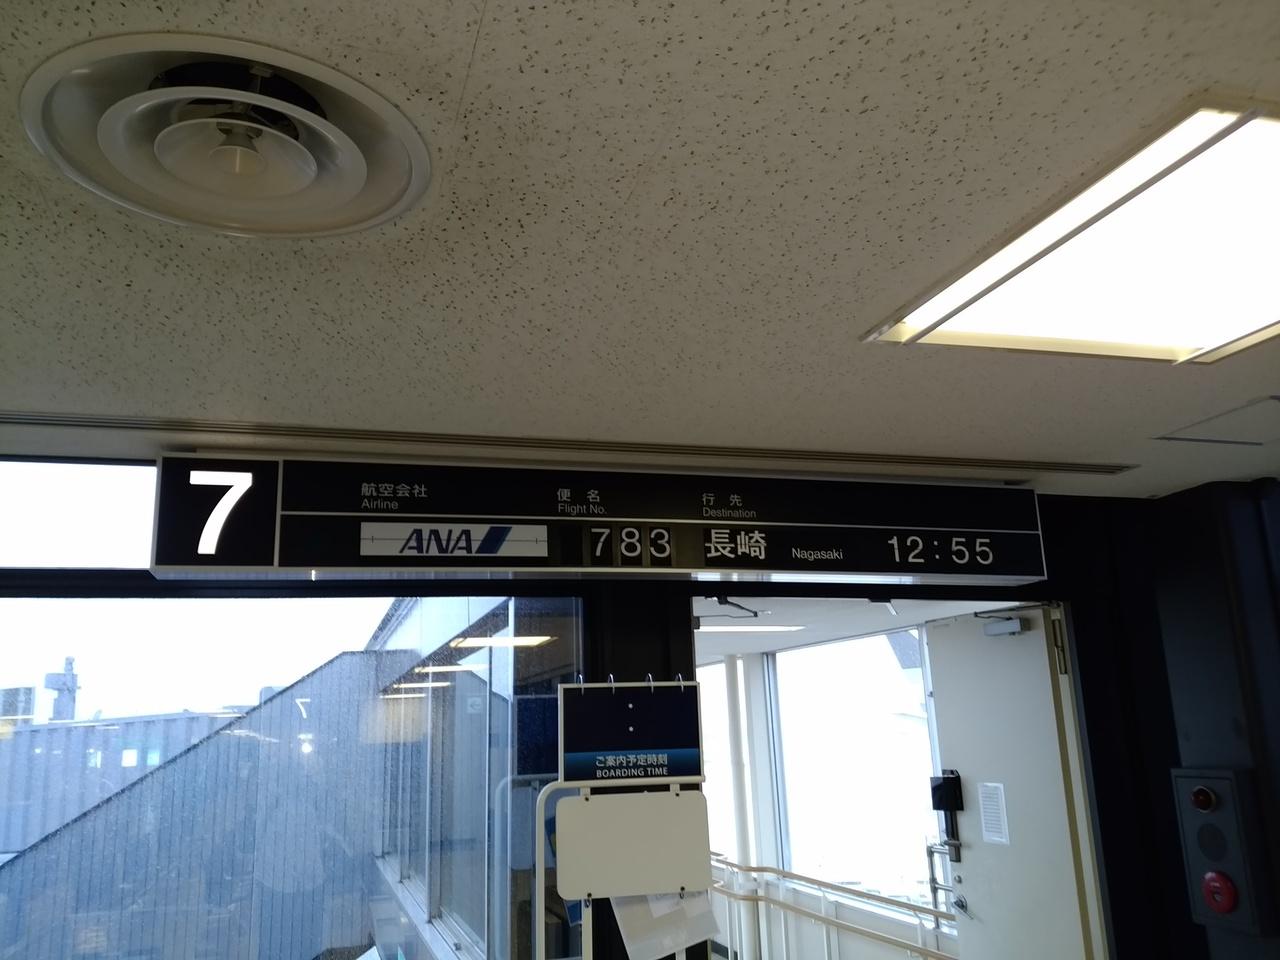 7
航空会社
Airline
便名
Flight No.
行先
Destination
ANA
783
長崎
Nagasaki
12:55
:
ご案内予定時刻
BOARDING TIME